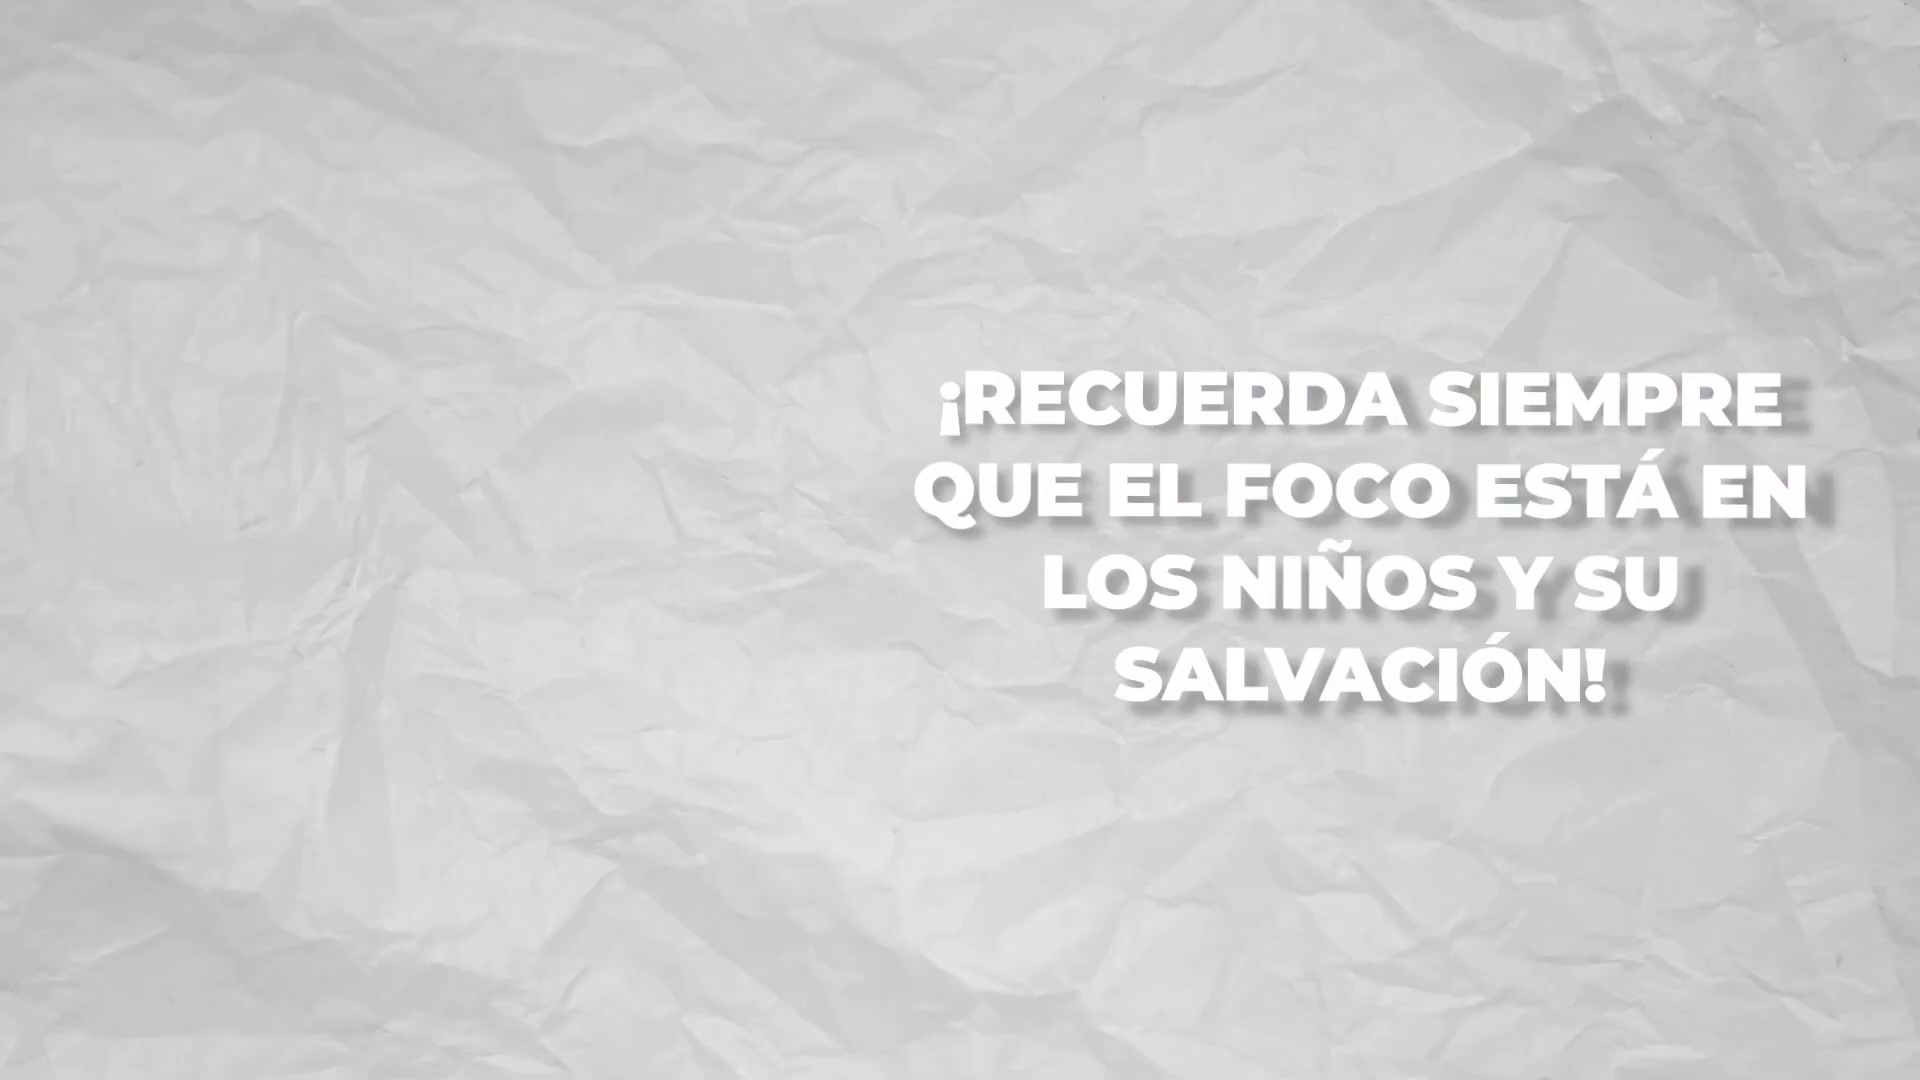 ¡RECUERDA SIEMPRE
QUE EL FOCO ESTÁ EN
LOS NIÑOS Y SU
SALVACIÓN!